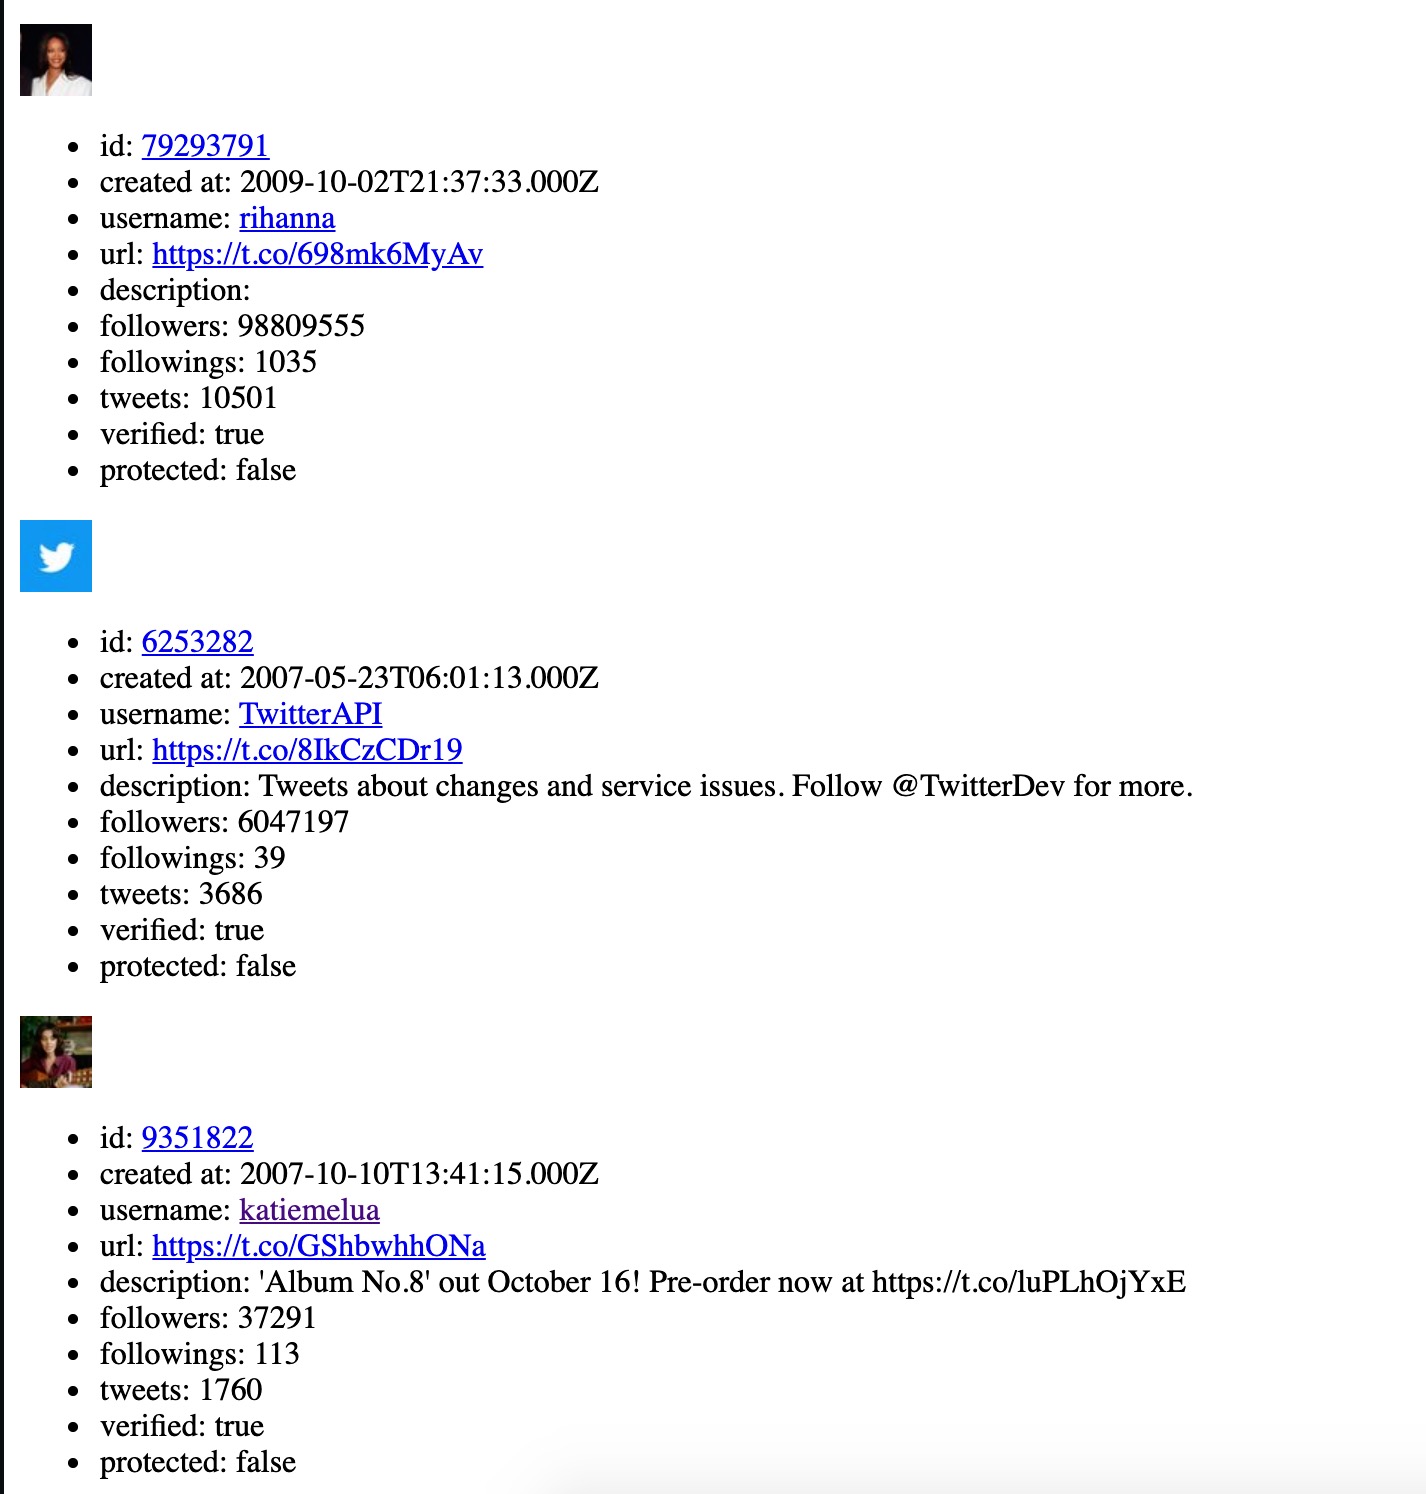 id: 79293791
created at: 2009-10-02T21:37:33.000Z
username: rihanna
url: https://t.co/698mk6MyAv
description:
followers: 98809555
followings: 1035
tweets: 10501
verified: true
protected: false
id: 6253282
created at: 2007-05-23T06:01:13.000Z
username: TwitterAPI
url: https://t.co/8IkCzCDr19
description: Tweets about changes and service issues. Follow @TwitterDev for more.
followers: 6047197
followings: 39
tweets: 3686
verified: true
protected: false
id: 9351822
created at: 2007-10-10T13:41:15.000Z
username: katiemelua
url: https://t.co/GShbwhhONa
description: 'Album No.8' out October 16! Pre-order now at https://t.co/luPLhOjYxE
followers: 37291
followings: 113
tweets: 1760
verified: true
protected: false